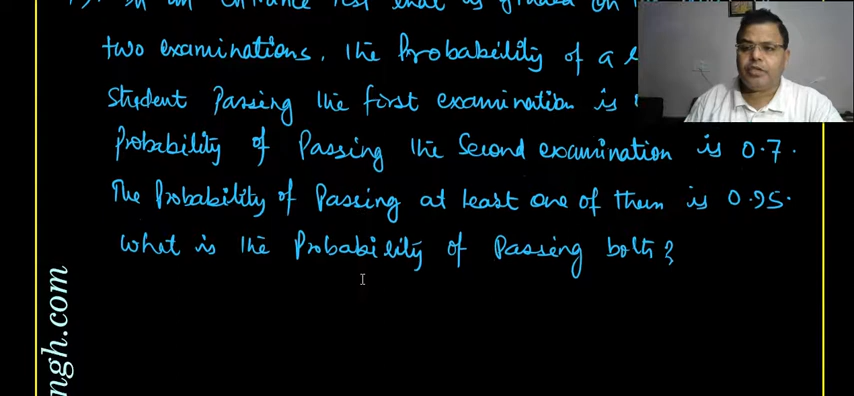 two examinations. The Probability of a
Student Passing the first examination is
Probability of Passing the Second examination is 0.7.
The Probability of Passing at least one of them is 0.95.
What is the Probability of Passing both?
ngh.com